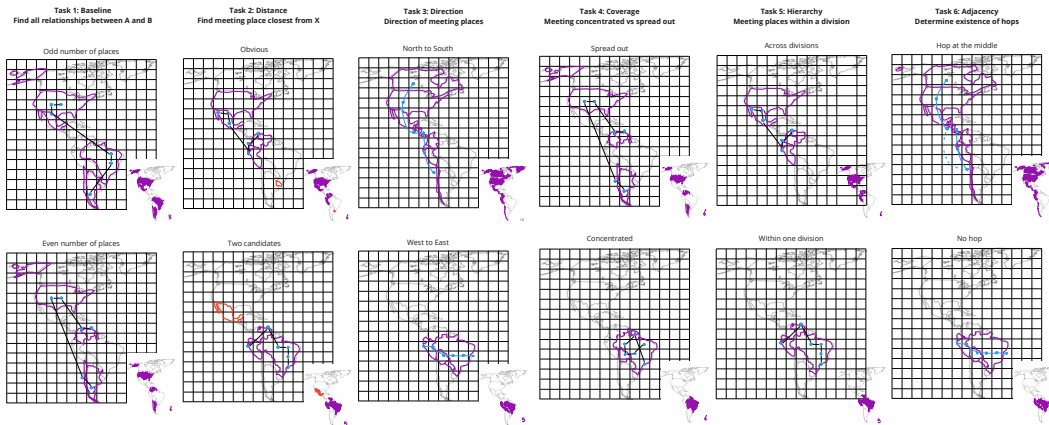 Task 1: Baseline
Find all relationships between A and B
Task 2: Distance
Find meeting place closest from X
Task 3: Direction
Direction of meeting places
Task 4: Coverage
Meeting concentrated vs spread out
Task 5: Hierarchy
Meeting places within a division
Task 6: Adjacency
Determine existence of hops
Odd number of places
Obvious
North to South
Spread out
Across divisions
Hop at the middle
Even number of places
Two candidates
West to East
Concentrated
Within one division
No hop